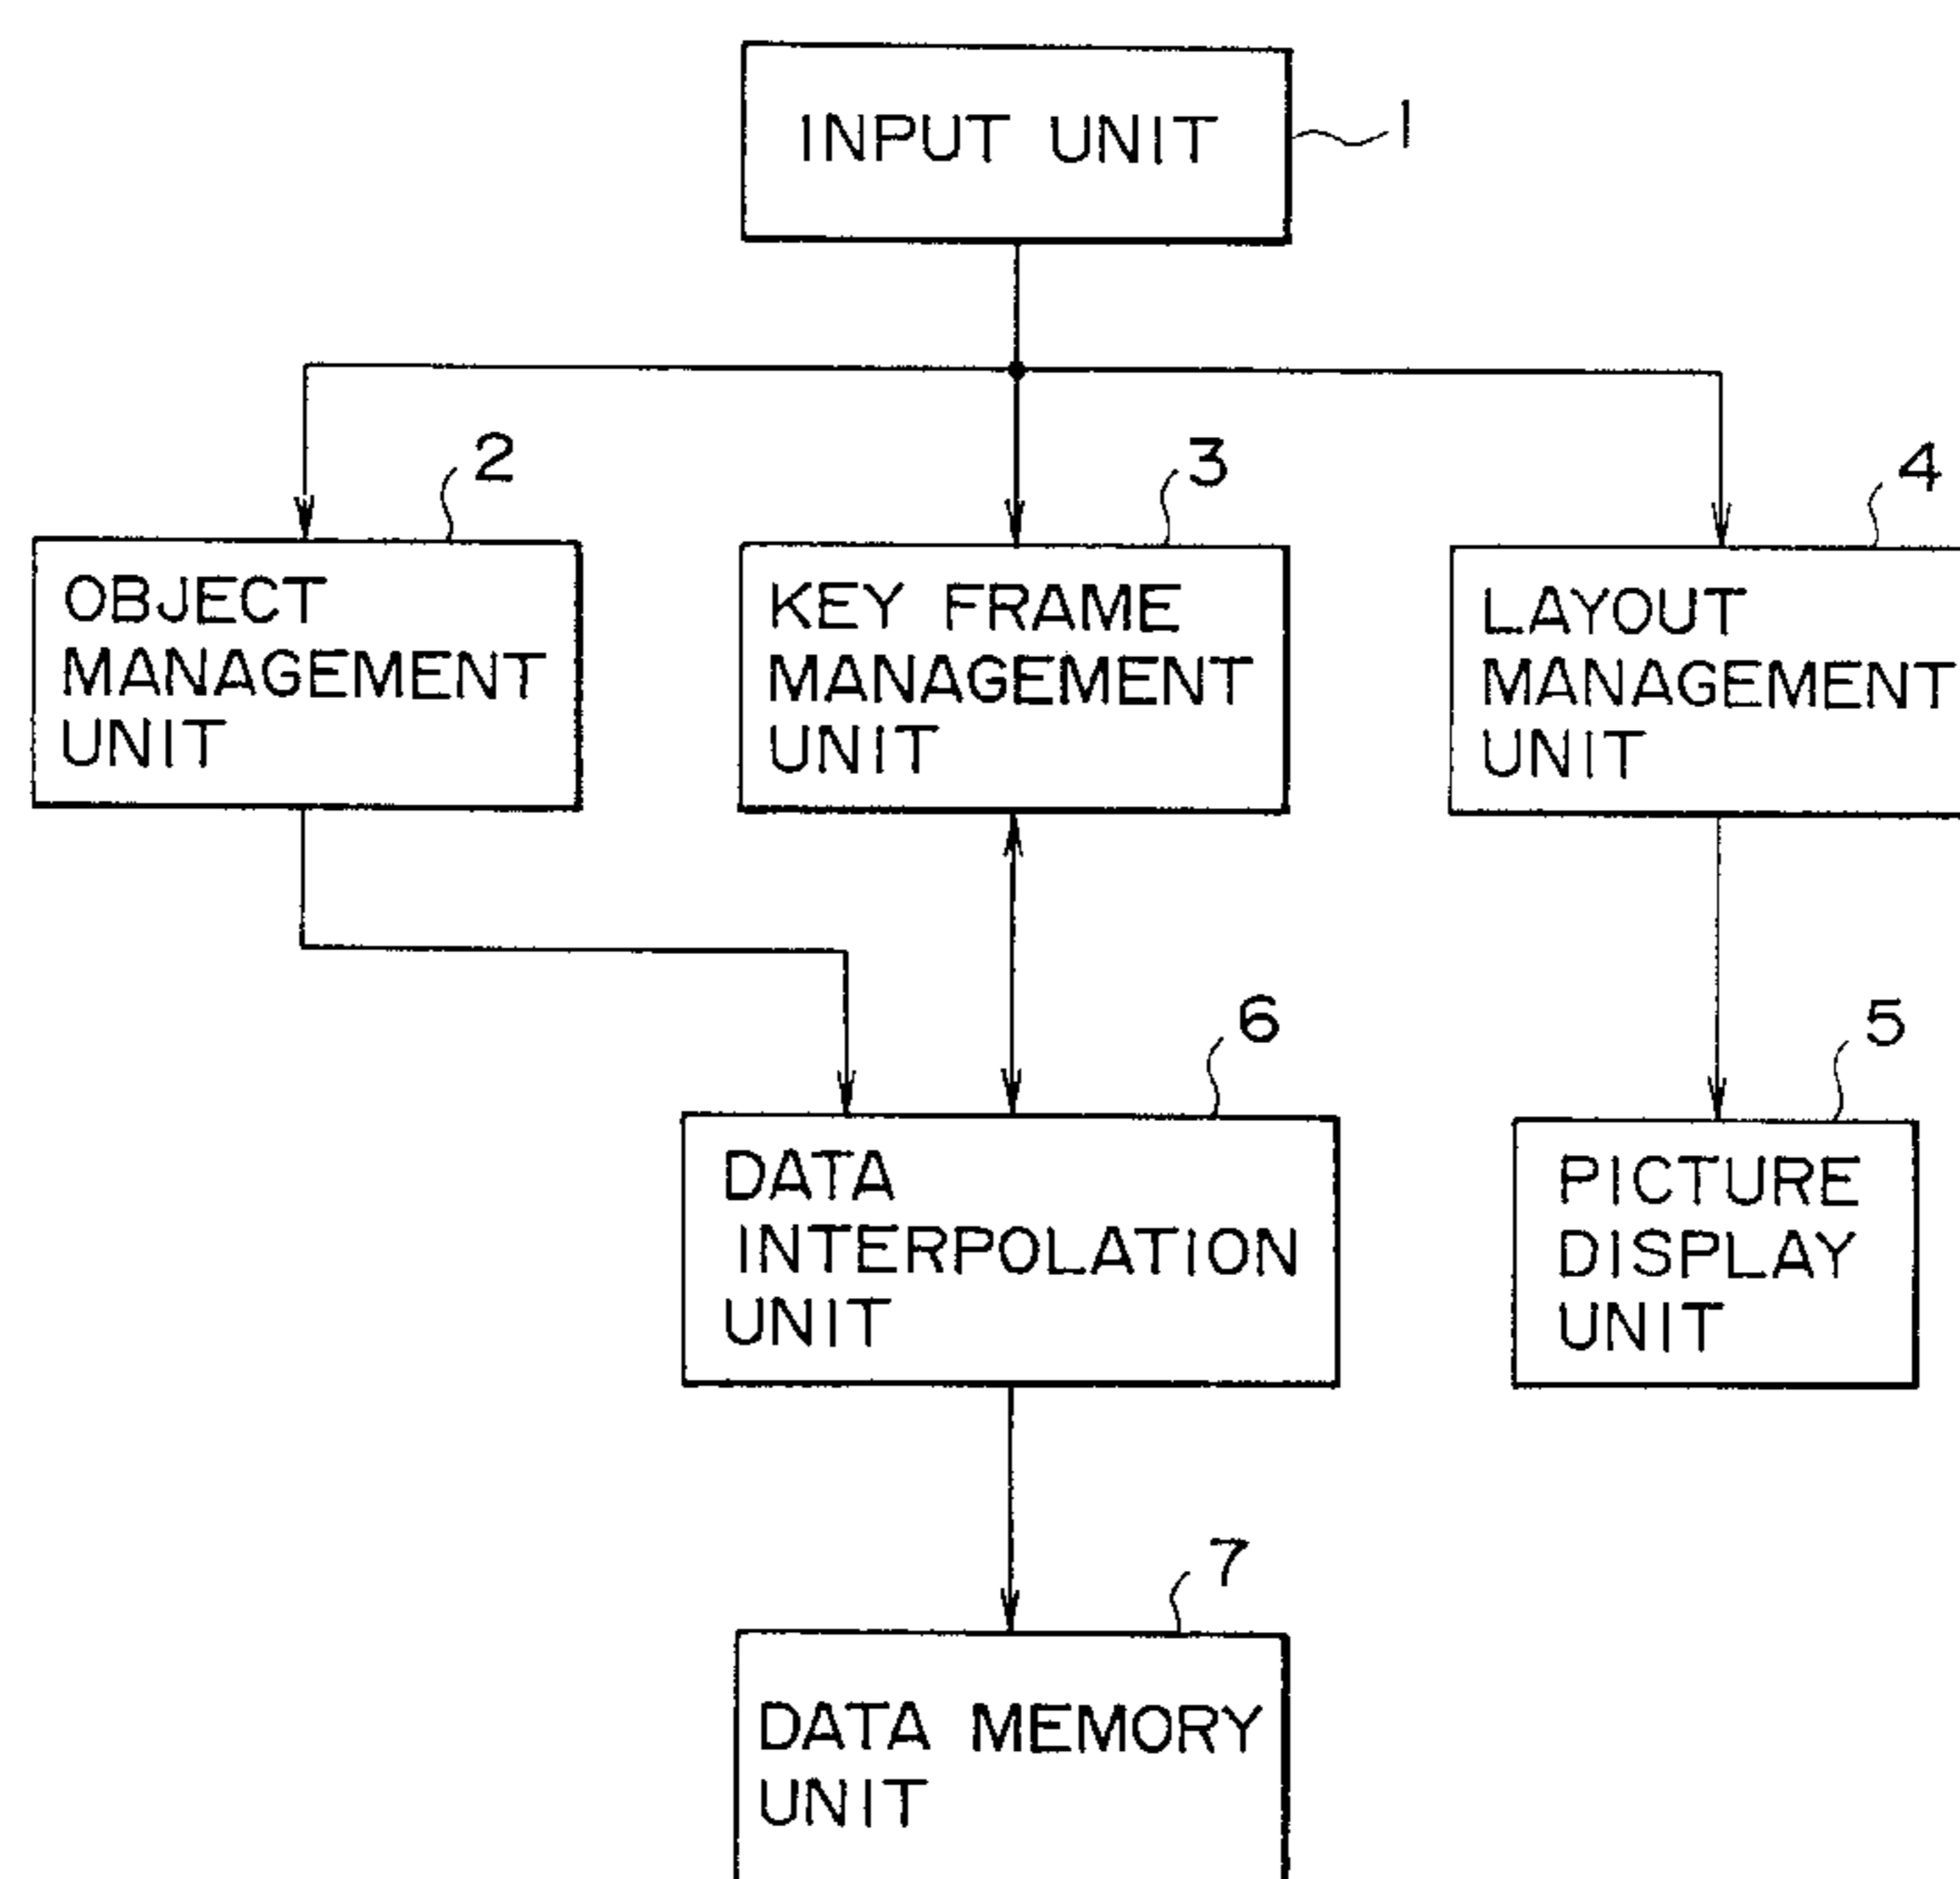 INPUT UNIT
1
2
3
4
OBJECT
MANAGEMENT
UNIT
KEY FRAME
MANAGEMENT
UNIT
LAYOUT
MANAGEMENT
UNIT
6
5
DATA
INTERPOLATION
UNIT
PICTURE
DISPLAY
UNIT
7
DATA MEMORY
UNIT